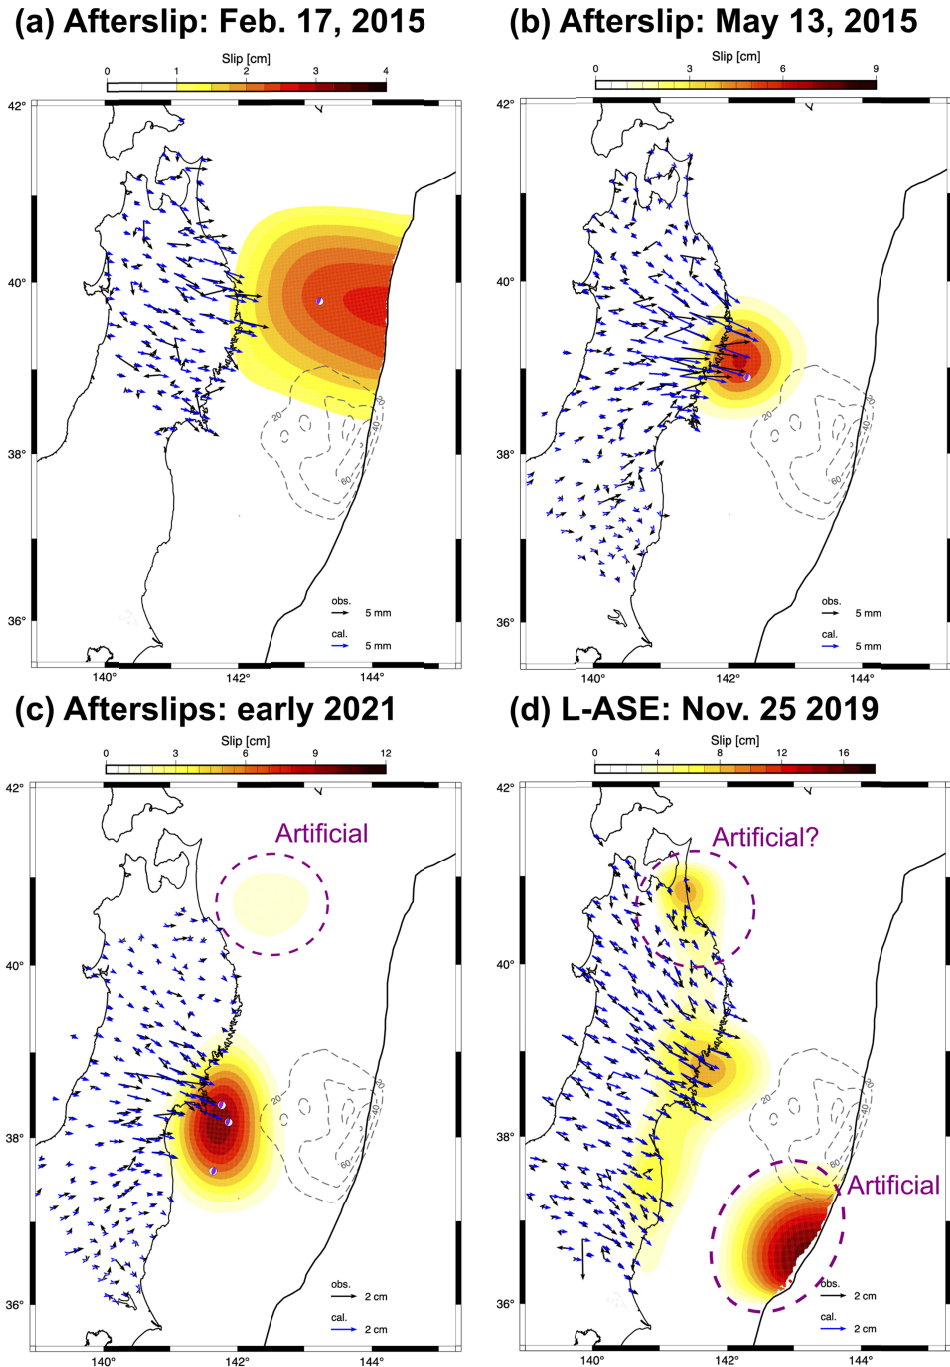 (a) Afterslip: Feb. 17, 2015
Slip [cm]
0 1 2 3 4
42°
40°
38°
36°
20
20
40
60
obs.
5 mm
cal.
5 mm
140° 142° 144°
(b) Afterslip: May 13, 2015
Slip [cm]
0 3 6 9
42°
40°
38°
36°
20
20
40
60
obs.
5 mm
cal.
5 mm
140° 142° 144°
(c) Afterslips: early 2021
Slip [cm]
0 3 6 9 12
42°
Artificial
40°
38°
36°
20
20
40
60
obs.
2 cm
cal.
2 cm
140° 142° 144°
(d) L-ASE: Nov. 25 2019
Slip [cm]
0 4 8 12 16
42°
Artificial?
40°
38°
36°
20
20
40
60
Artificial
obs.
2 cm
cal.
2 cm
140° 142° 144°